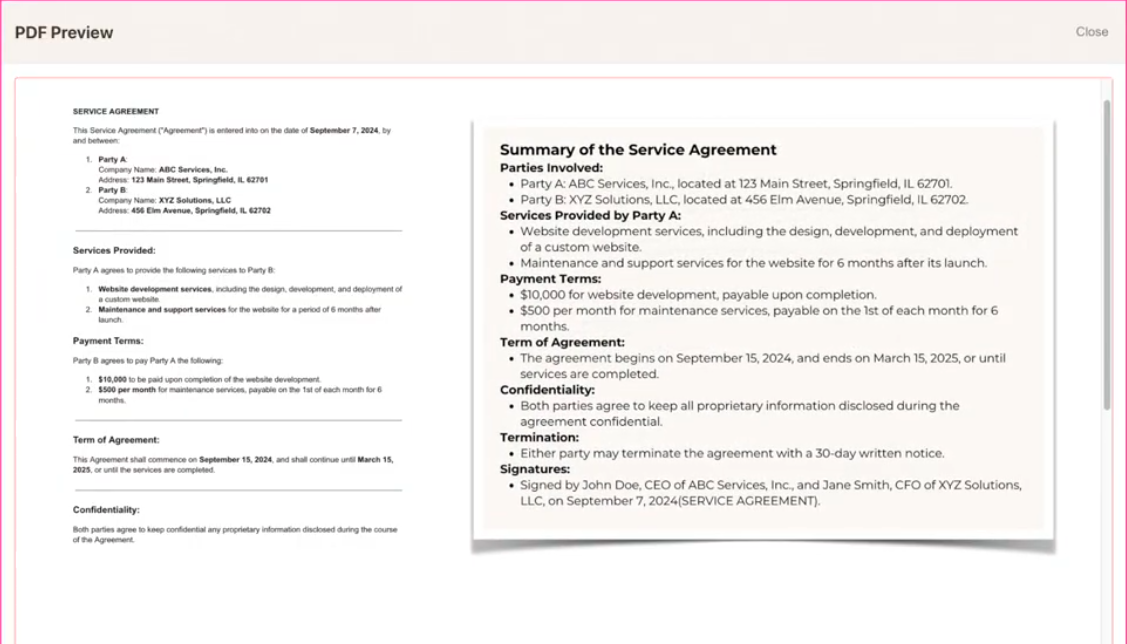 PDF Preview
Close
SERVICE AGREEMENT
This Service Agreement ("Agreement") is entered into on the date of September 7, 2024, by
and between:
1. Party A:
Company Name: ABC Services, Inc.
Address: 123 Main Street, Springfield, IL 62701
2. Party B:
Company Name: XYZ Solutions, LLC
Address: 456 Elm Avenue, Springfield, IL 62702
Services Provided:
Party A agrees to provide the following services to Party B:
1. Website development services, including the design, development, and deployment of
a custom website.
2. Maintenance and support services for the website for a period of 6 months after
launch.
Payment Terms:
Party B agrees to pay Party A the following:
1. $10,000 to be paid upon completion of the website development.
2. $500 per month for maintenance services, payable on the 1st of each month for 6
months.
Term of Agreement:
This Agreement shall commence on September 15, 2024, and shall continue until March 15,
2025, or until the services are completed.
Confidentiality:
Both parties agree to keep confidential any proprietary information disclosed during the course
of the Agreement.
Summary of the Service Agreement
Parties Involved:
• Party A: ABC Services, Inc., located at 123 Main Street, Springfield, IL 62701.
• Party B: XYZ Solutions, LLC, located at 456 Elm Avenue, Springfield, IL 62702.
Services Provided by Party A:
• Website development services, including the design, development, and deployment
of a custom website.
• Maintenance and support services for the website for 6 months after its launch.
Payment Terms:
• $10,000 for website development, payable upon completion.
• $500 per month for maintenance services, payable on the 1st of each month for 6
months.
Term of Agreement:
• The agreement begins on September 15, 2024, and ends on March 15, 2025, or until
services are completed.
Confidentiality:
• Both parties agree to keep all proprietary information disclosed during the
agreement confidential.
Termination:
• Either party may terminate the agreement with a 30-day written notice.
Signatures:
• Signed by John Doe, CEO of ABC Services, Inc., and Jane Smith, CFO of XYZ Solutions,
LLC, on September 7, 2024(SERVICE AGREEMENT).